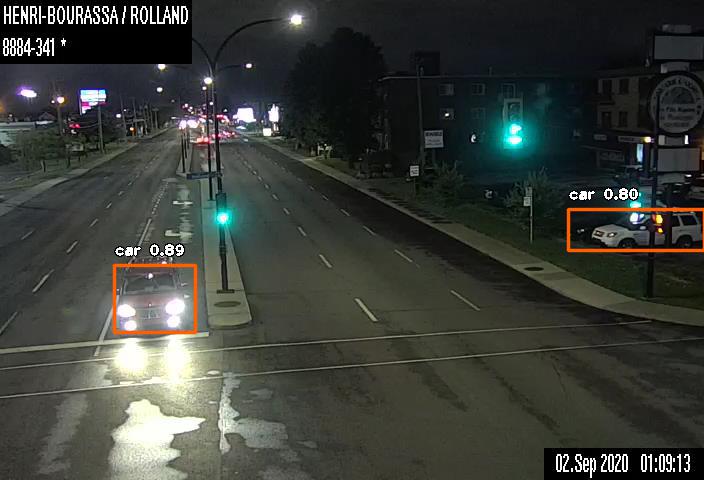 HENRI-BOURASSA / ROLLAND
8884-341 *
car 0.80
car 0.89
02.Sep 2020 01:09:13